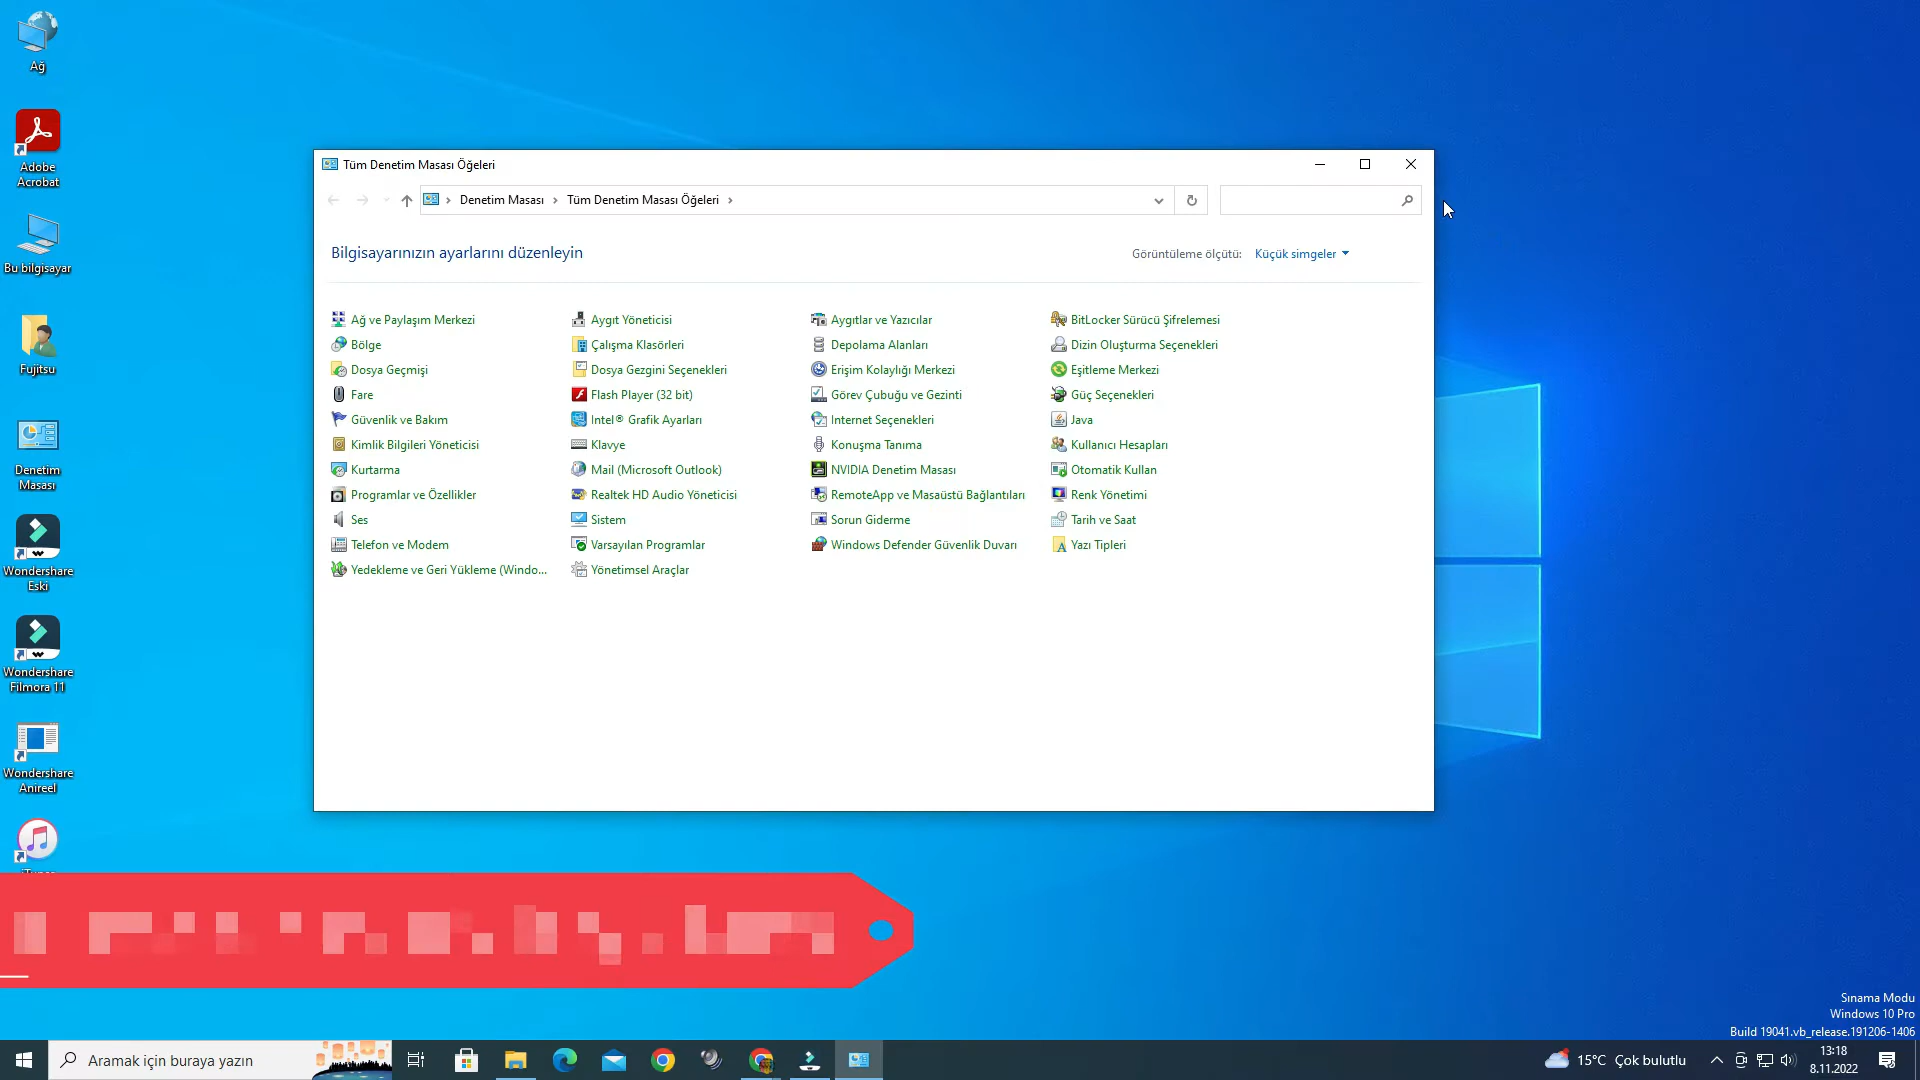 Ağ
Adobe
Acrobat
Bu bilgisayar
Fujitsu
Denetim
Masası
Wondershare
Eski
Wondershare
Filmora 11
Wondershare
Anireel
Tüm Denetim Masası Öğeleri
Denetim Masası
Tüm Denetim Masası Öğeleri
Bilgisayarınızın ayarlarını düzenleyin
Görüntüleme ölçütü: Küçük simgeler
Ağ ve Paylaşım Merkezi
Bölge
Dosya Geçmişi
Fare
Güvenlik ve Bakım
Kimlik Bilgileri Yöneticisi
Kurtarma
Programlar ve Özellikler
Ses
Telefon ve Modem
Yedekleme ve Geri Yükleme (Windo...
Aygıt Yöneticisi
Çalışma Klasörleri
Dosya Gezgini Seçenekleri
Flash Player (32 bit)
Intel® Grafik Ayarları
Klavye
Mail (Microsoft Outlook)
Realtek HD Audio Yöneticisi
Sistem
Varsayılan Programlar
Yönetimsel Araçlar
Aygıtlar ve Yazıcılar
Depolama Alanları
Erişim Kolaylığı Merkezi
Görev Çubuğu ve Gezinti
Internet Seçenekleri
Konuşma Tanıma
NVIDIA Denetim Masası
RemoteApp ve Masaüstü Bağlantıları
Sorun Giderme
Windows Defender Güvenlik Duvarı
BitLocker Sürücü Şifrelemesi
Dizin Oluşturma Seçenekleri
Eşitleme Merkezi
Güç Seçenekleri
Java
Kullanıcı Hesapları
Otomatik Kullan
Renk Yönetimi
Tarih ve Saat
Yazı Tipleri
Sınama Modu
Windows 10 Pro
Build 19041.vb_release.191206-1406
Aramak için buraya yazın
15°C Çok bulutlu
13:18
8.11.2022